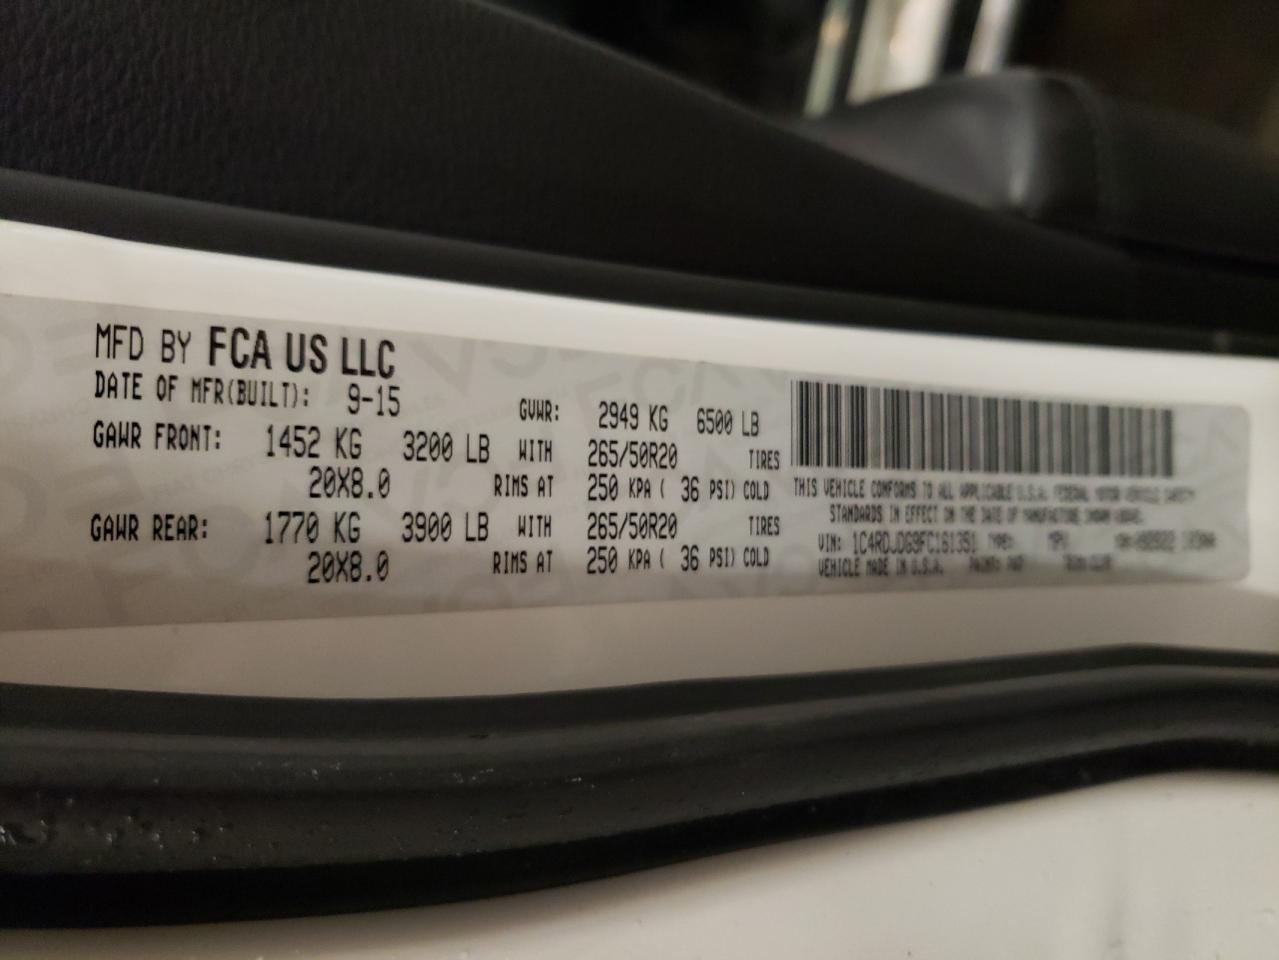 MFD BY FCA US LLC
DATE OF MFR(BUILT): 9-15 GVWR: 2949 KG 6500 LB
GAWR FRONT: 1452 KG 3200 LB WITH 265/50R20 TIRES
20X8.0 RIMS AT 250 KPA ( 36 PSI) COLD
GAWR REAR: 1770 KG 3900 LB WITH 265/50R20 TIRES
20X8.0 RIMS AT 250 KPA ( 36 PSI) COLD
THIS VEHICLE CONFORMS TO ALL APPLICABLE U.S.A. FEDERAL MOTOR VEHICLE SAFETY
STANDARDS IN EFFECT ON THE DATE OF MANUFACTURE SHOWN ABOVE.
VIN: 1C4RDJDG9FC161351 TYPE: MPV
VEHICLE MADE IN U.S.A.